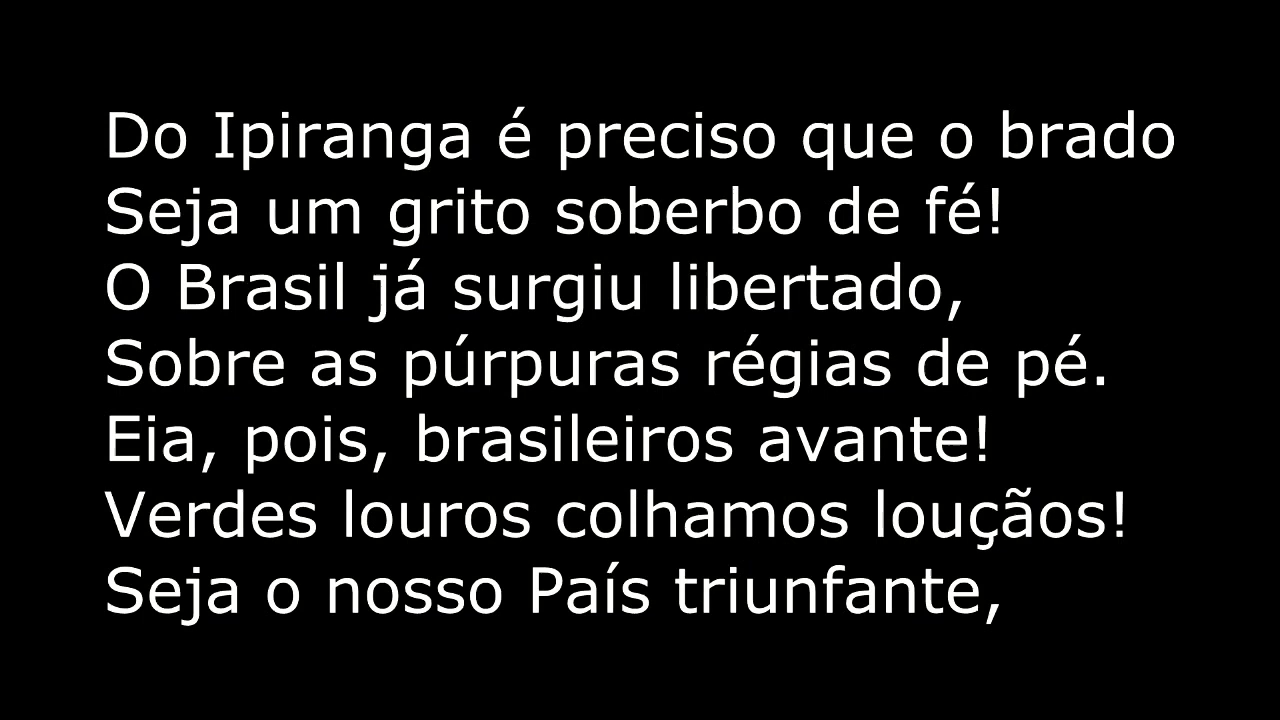 Do Ipiranga é preciso que o brado
Seja um grito soberbo de fé!
O Brasil já surgiu libertado,
Sobre as púrpuras régias de pé.
Eia, pois, brasileiros avante!
Verdes louros colhamos louçãos!
Seja o nosso País triunfante,